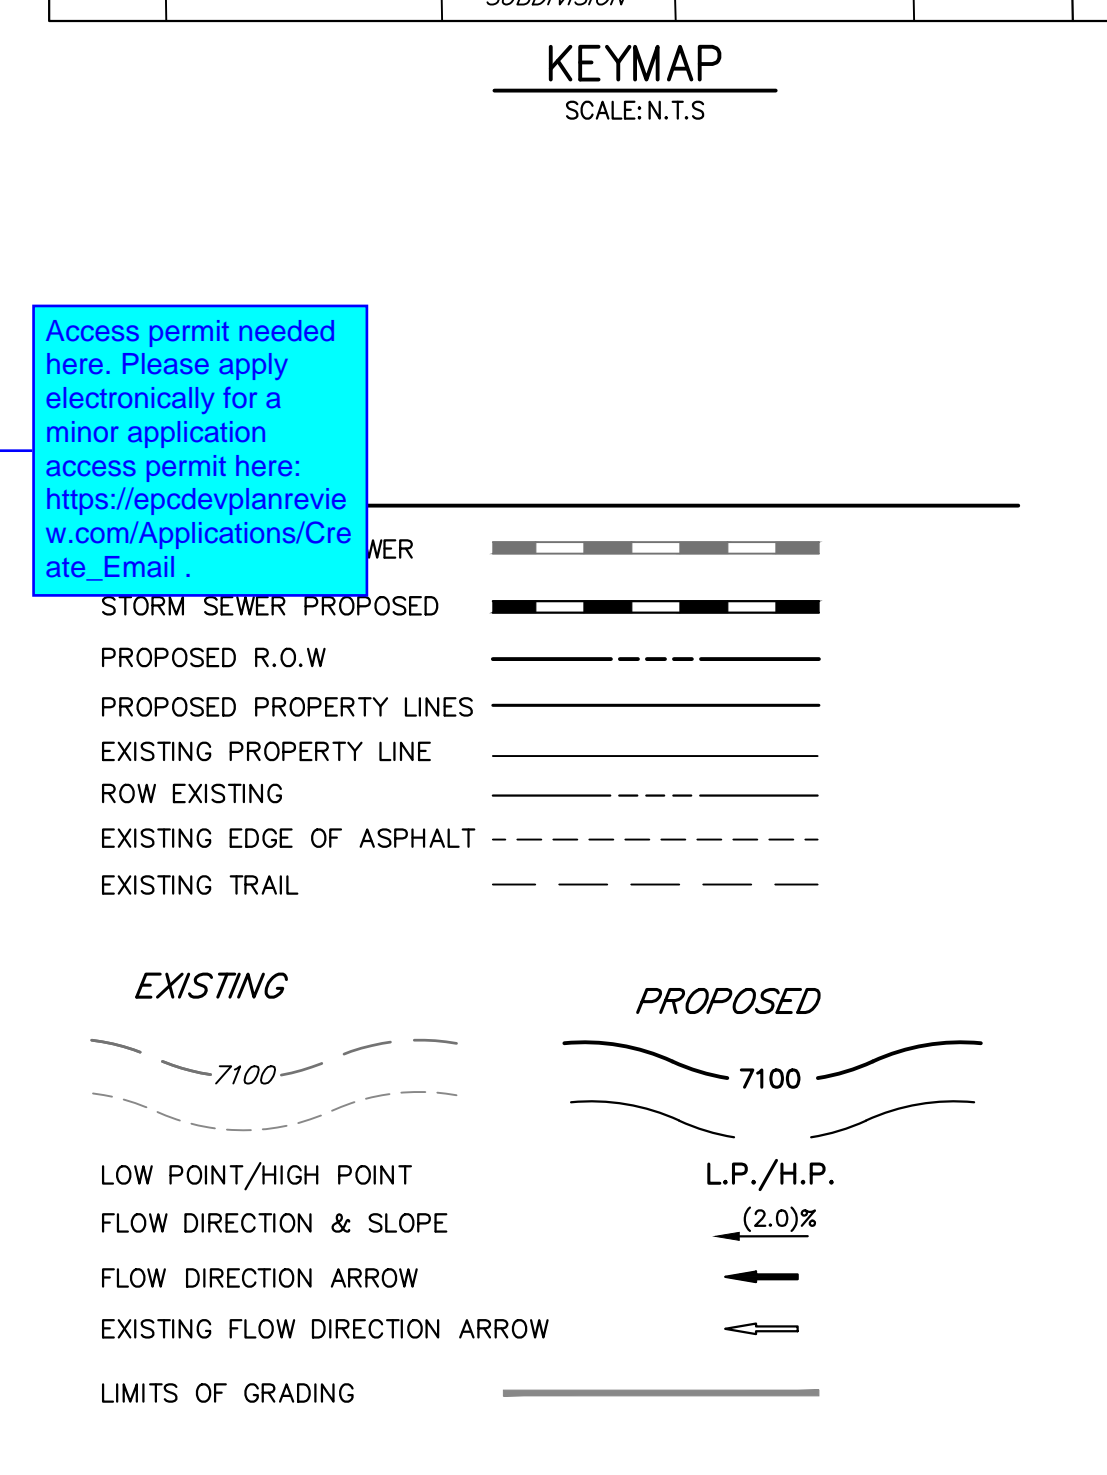 SUBDIVISION
KEYMAP
SCALE: N.T.S
Access permit needed
here. Please apply
electronically for a
minor application
access permit here:
https://epcdevplanrevie
w.com/Applications/Cre
ate_Email .
STORM SEWER PROPOSED
PROPOSED R.O.W
PROPOSED PROPERTY LINES
EXISTING PROPERTY LINE
ROW EXISTING
EXISTING EDGE OF ASPHALT
EXISTING TRAIL
EXISTING
PROPOSED
7100
7100
LOW POINT/HIGH POINT
L.P./H.P.
FLOW DIRECTION & SLOPE
(2.0)%
FLOW DIRECTION ARROW
EXISTING FLOW DIRECTION ARROW
LIMITS OF GRADING